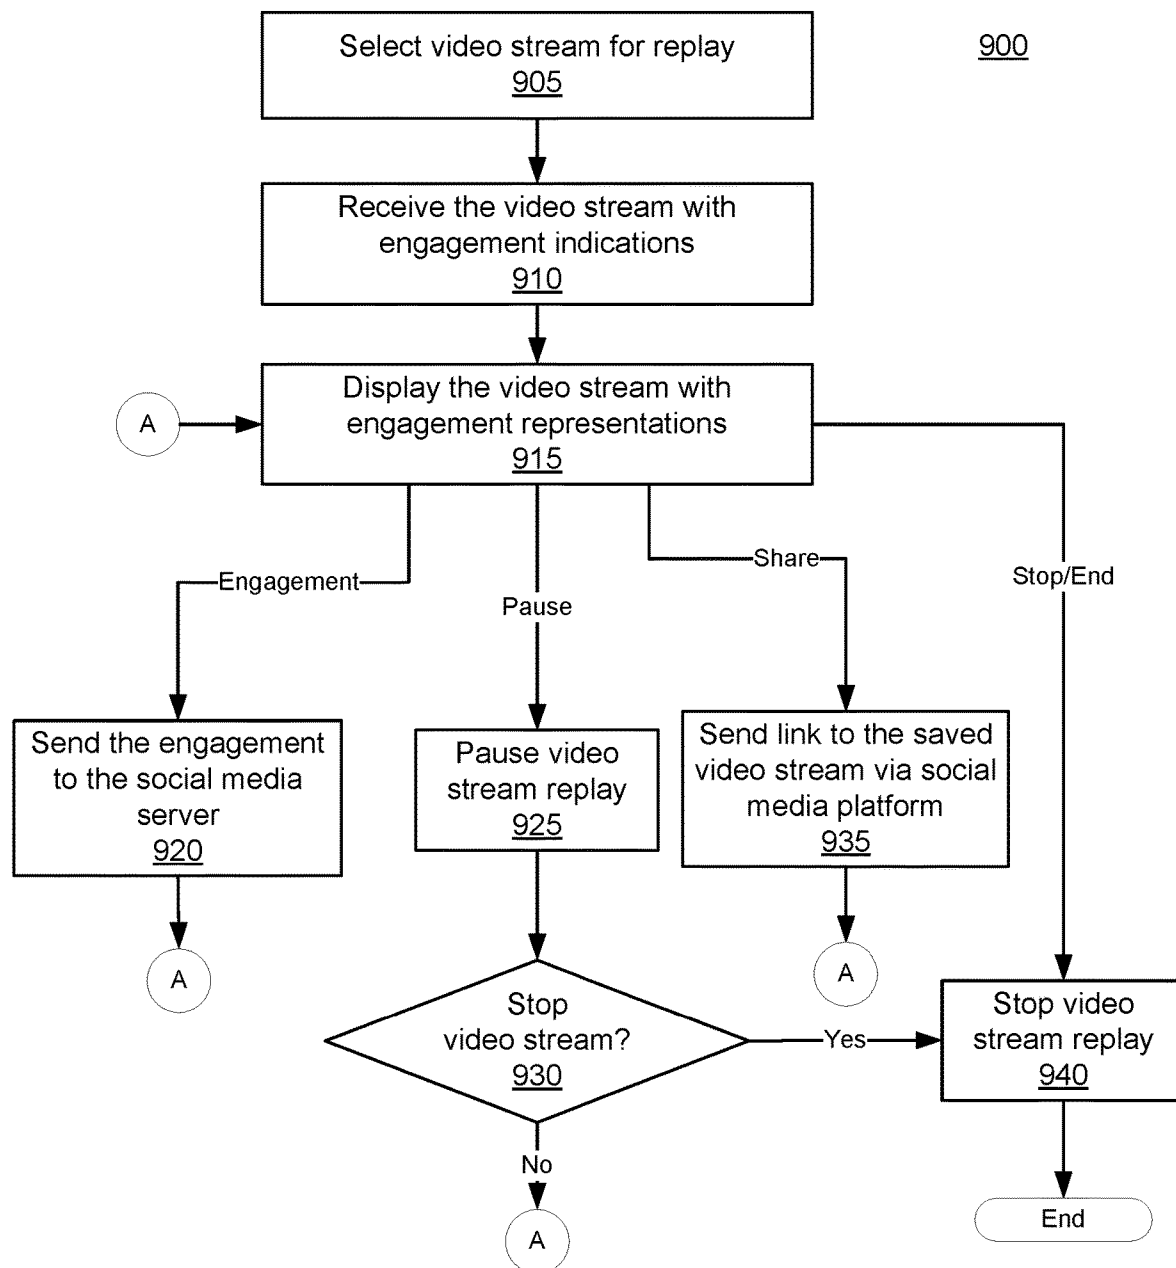 Select video stream for replay
905
900
Receive the video stream with
engagement indications
910
Display the video stream with
engagement representations
915
A
Engagement
Pause
Share
Stop/End
Send the engagement
to the social media
server
920
Pause video
stream replay
925
Send link to the saved
video stream via social
media platform
935
A
A
Stop
video stream?
930
Yes
Stop video
stream replay
940
No
A
End